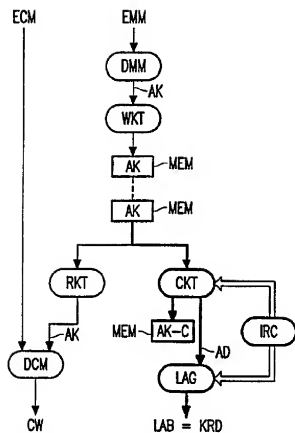 ECM EMM
DMM
AK
WKT
AK MEM
AK MEM
RKT CKT
AK MEM AK-C IRC
AD
DCM LAG
CW LAB = KRD